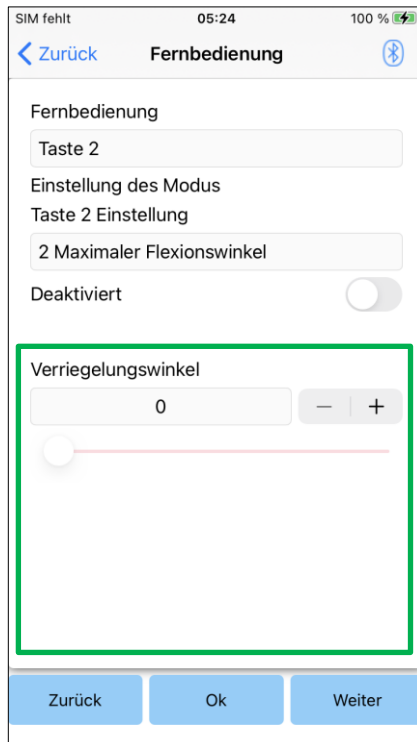 SIM fehlt 05:24 100 %
Zurück Fernbedienung
Fernbedienung
Taste 2
Einstellung des Modus
Taste 2 Einstellung
2 Maximaler Flexionswinkel
Deaktiviert
Verriegelungswinkel
0 − +
Zurück Ok Weiter